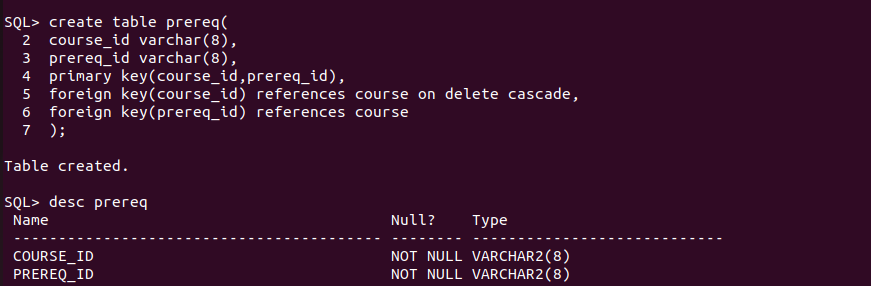 SQL> create table prereq(
  2  course_id varchar(8),
  3  prereq_id varchar(8),
  4  primary key(course_id,prereq_id),
  5  foreign key(course_id) references course on delete cascade,
  6  foreign key(prereq_id) references course
  7  );
Table created.
SQL> desc prereq
 Name                                      Null?    Type
 ----------------------------------------- -------- ----------------------------
 COURSE_ID                                 NOT NULL VARCHAR2(8)
 PREREQ_ID                                 NOT NULL VARCHAR2(8)